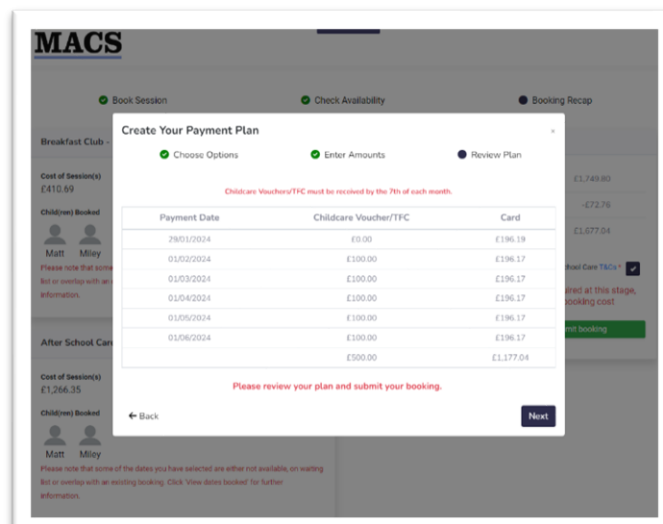 MACS
Book Session
Check Availability
Booking Recap
Breakfast Club -
Cost of Session(s)
£410.69
Child(ren) Booked
Matt Miley
Please note that some
list or overlap with an
information.
After School Care
Cost of Session(s)
£1,266.35
Child(ren) Booked
Matt Miley
Please note that some of the dates you have selected are either not available, on waiting
list or overlap with an existing booking. Click 'View dates booked' for further
information.
Create Your Payment Plan
×
Choose Options
Enter Amounts
Review Plan
Childcare Vouchers/TFC must be received by the 7th of each month.
Payment Date Childcare Voucher/TFC Card
29/01/2024 £0.00 £196.19
01/02/2024 £100.00 £196.17
01/03/2024 £100.00 £196.17
01/04/2024 £100.00 £196.17
01/05/2024 £100.00 £196.17
01/06/2024 £100.00 £196.17
£500.00 £1,177.04
Please review your plan and submit your booking.
← Back
Next
£1,749.80
-£72.76
£1,677.04
School Care T&Cs *
ired at this stage,
booking cost
mit booking